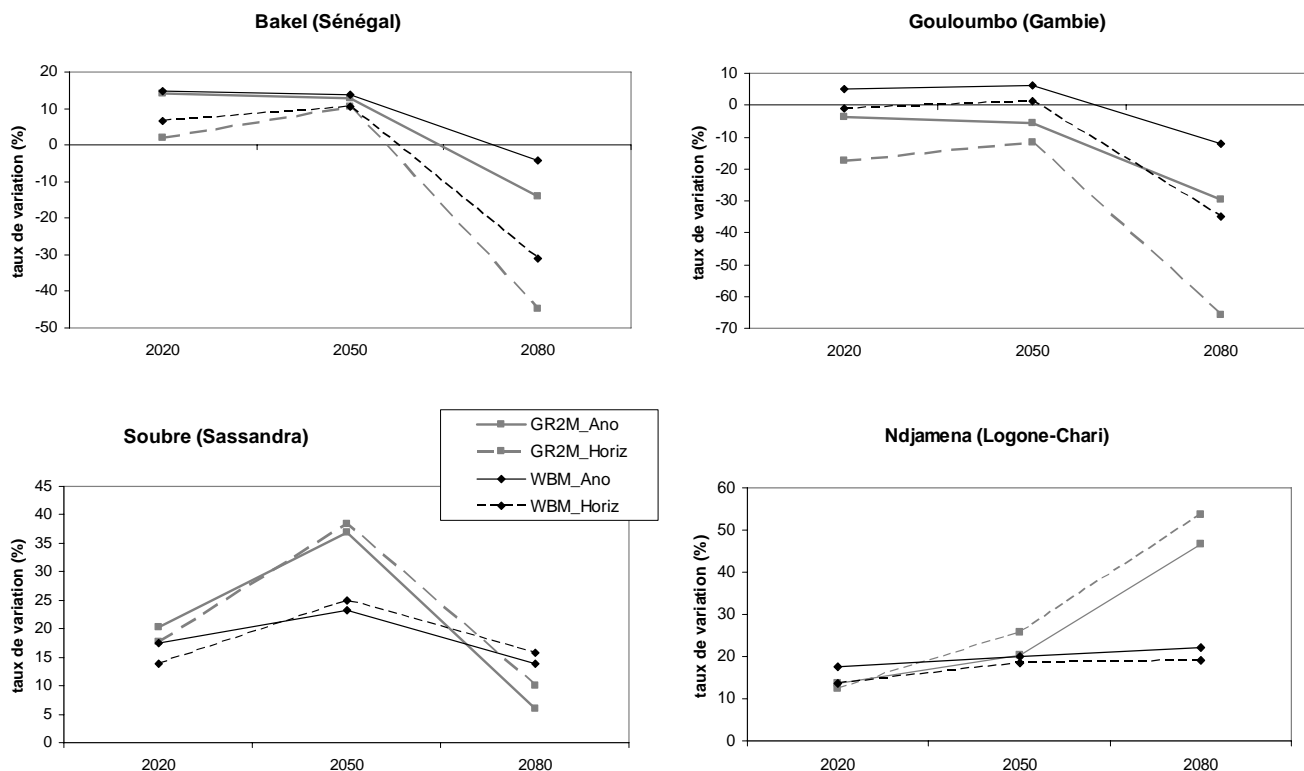 Bakel (Sénégal)
taux de variation (%)
20
10
0
-10
-20
-30
-40
-50
2020 2050 2080
Gouloumbo (Gambie)
taux de variation (%)
10
0
-10
-20
-30
-40
-50
-60
-70
2020 2050 2080
Soubre (Sassandra)
taux de variation (%)
45
40
35
30
25
20
15
10
5
0
2020 2050 2080
GR2M_Ano
GR2M_Horiz
WBM_Ano
WBM_Horiz
Ndjamena (Logone-Chari)
taux de variation (%)
60
50
40
30
20
10
0
2020 2050 2080